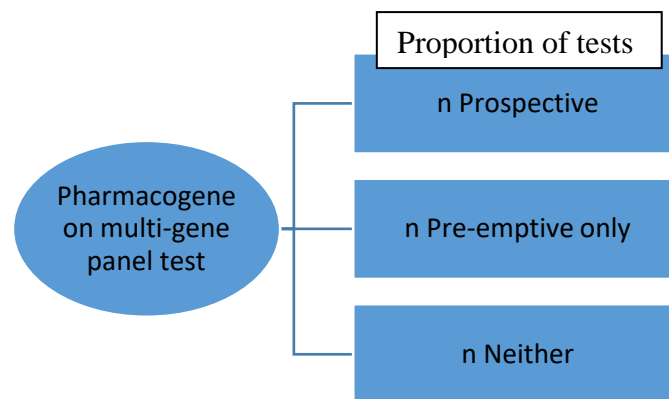 Proportion of tests
n Prospective
Pharmacogene
on multi-gene
panel test
n Pre-emptive only
n Neither